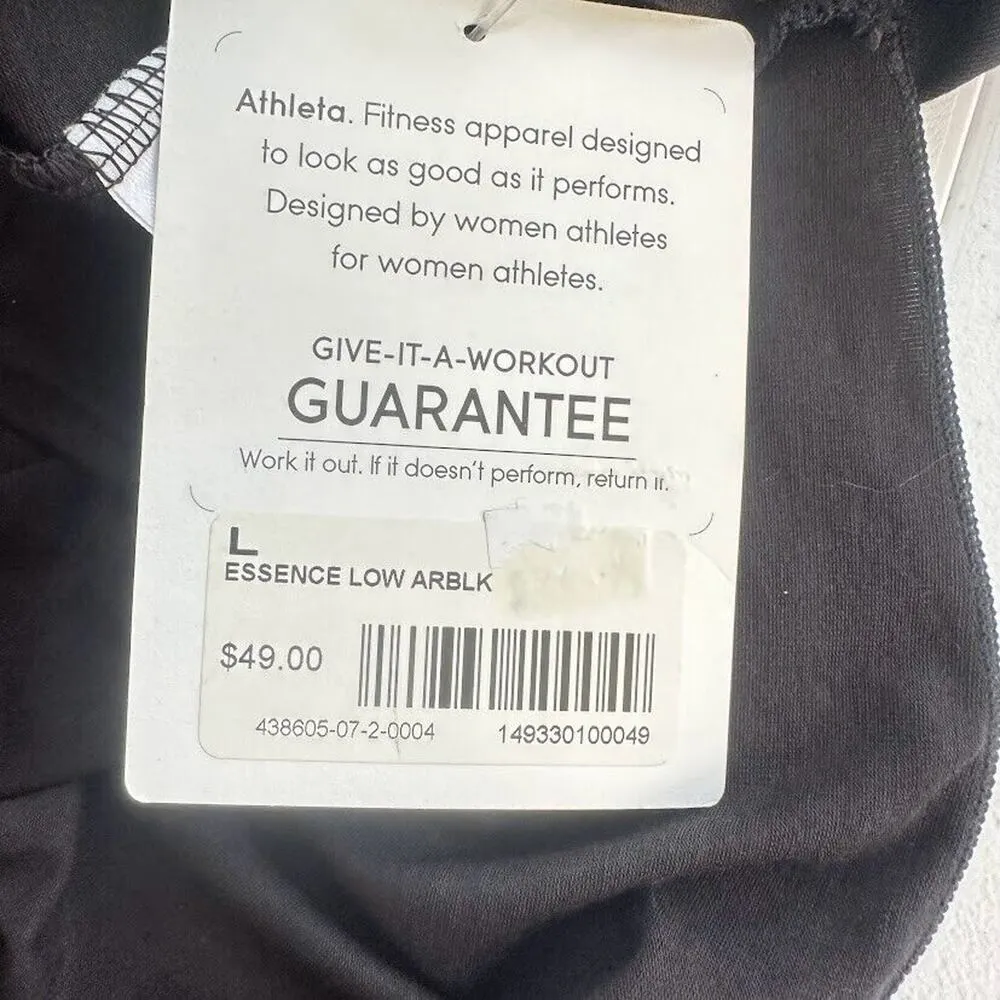 Athleta. Fitness apparel designed
to look as good as it performs.
Designed by women athletes
for women athletes.
GIVE-IT-A-WORKOUT
GUARANTEE
Work it out. If it doesn't perform, return it.
L
ESSENCE LOW ARBLK
$49.00
438605-07-2-0004 149330100049